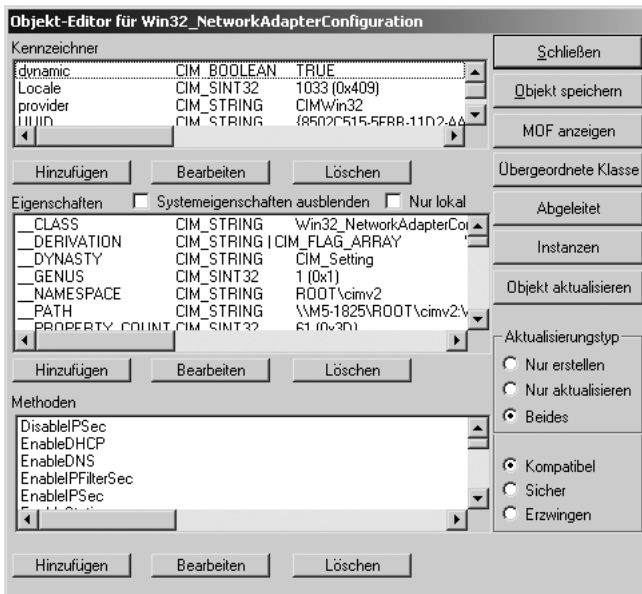 Objekt-Editor für Win32_NetworkAdapterConfiguration
Kennzeichner
dynamic CIM_BOOLEAN TRUE
Locale CIM_SINT32 1033 (0x409)
provider CIM_STRING CIMWin32
UUID CIM_STRING {8502C515-5FBB-11D2-AA
Hinzufügen Bearbeiten Löschen
Eigenschaften Systemeigenschaften ausblenden Nur lokal
__CLASS CIM_STRING Win32_NetworkAdapterCo
__DERIVATION CIM_STRING | CIM_FLAG_ARRAY
__DYNASTY CIM_STRING CIM_Setting
__GENUS CIM_SINT32 1 (0x1)
__NAMESPACE CIM_STRING ROOT\cimv2
__PATH CIM_STRING \\M5-1825\ROOT\cimv2:
__PROPERTY_COUNT CIM_SINT32 61 (0x3D)
Hinzufügen Bearbeiten Löschen
Methoden
DisableIPSec
EnableDHCP
EnableDNS
EnableIPFilterSec
EnableIPSec
Hinzufügen Bearbeiten Löschen
Schließen
Objekt speichern
MOF anzeigen
Übergeordnete Klasse
Abgeleitet
Instanzen
Objekt aktualisieren
Aktualisierungstyp
Nur erstellen
Nur aktualisieren
Beides
Kompatibel
Sicher
Erzwingen